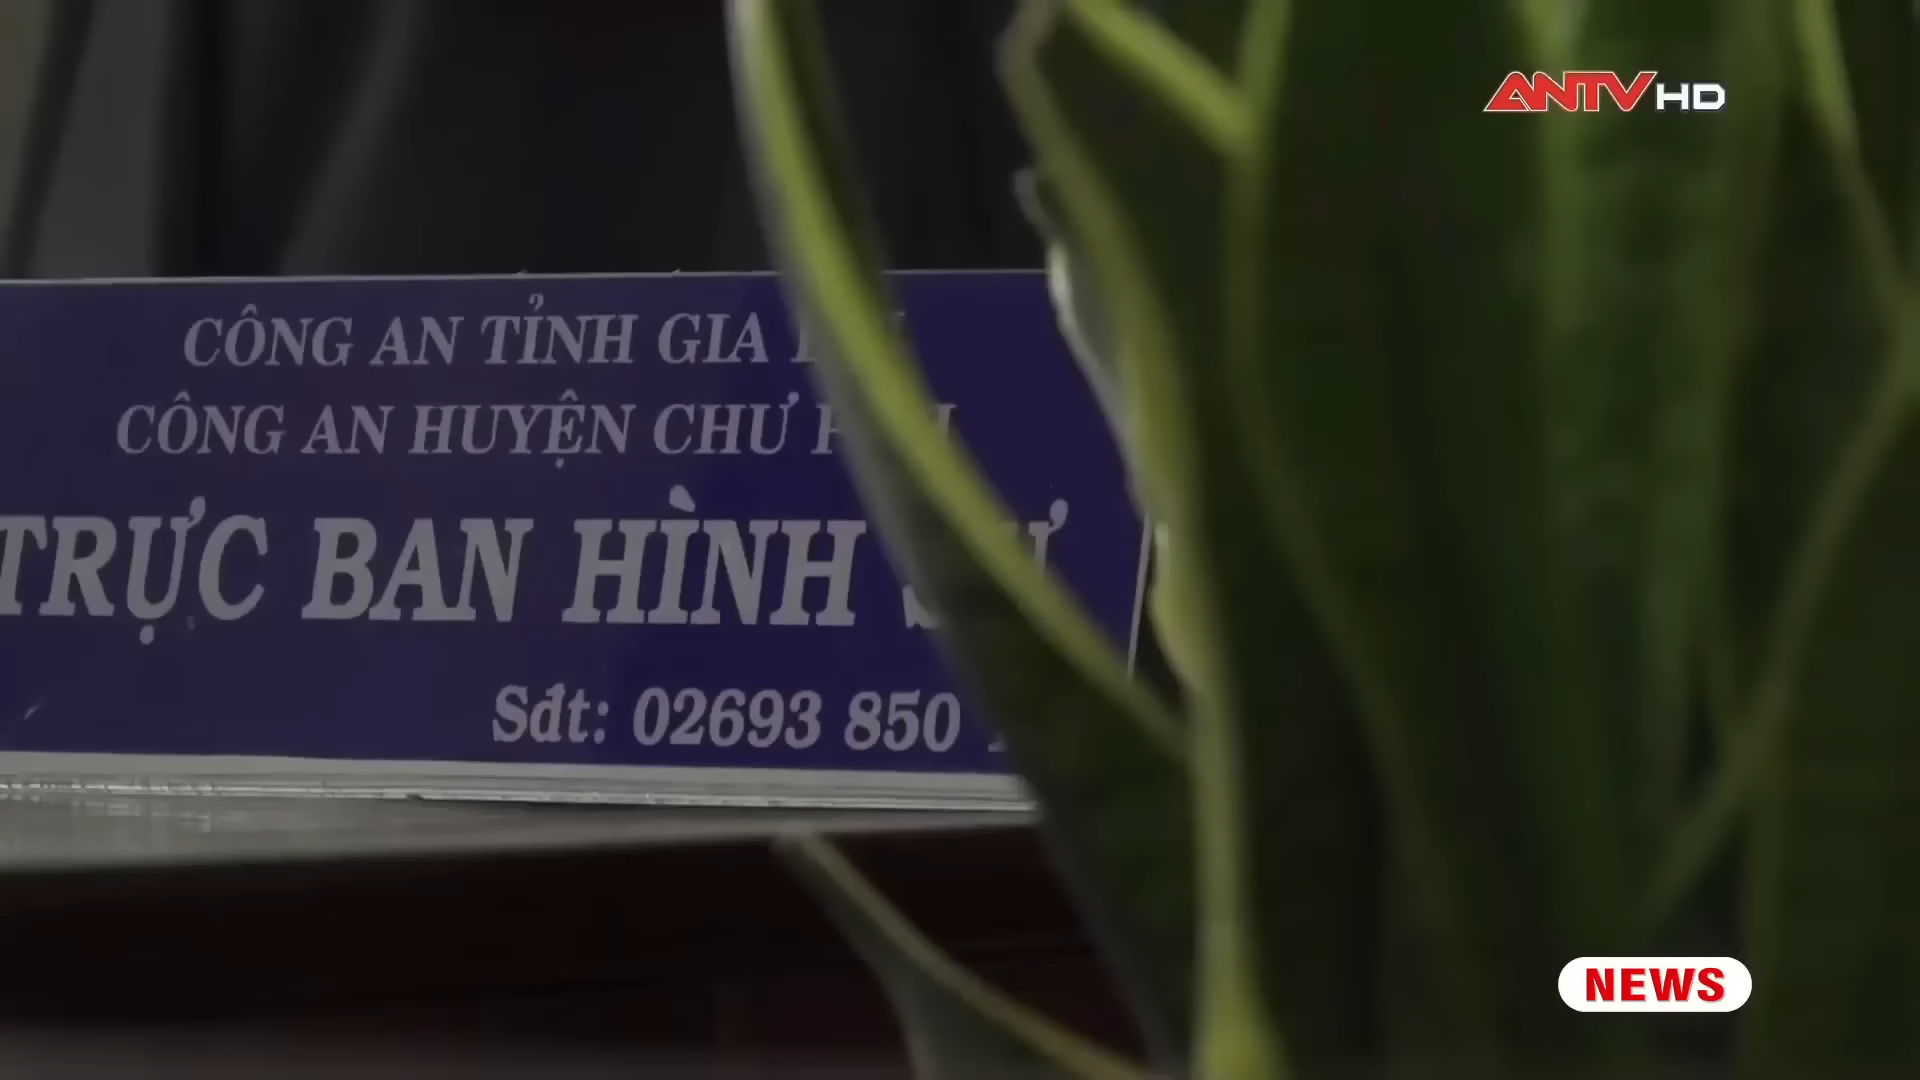 ANTV HD
CÔNG AN TỈNH GIA
CÔNG AN HUYỆN CHƯ
TRỰC BAN HÌNH
Sđt: 02693 850
NEWS